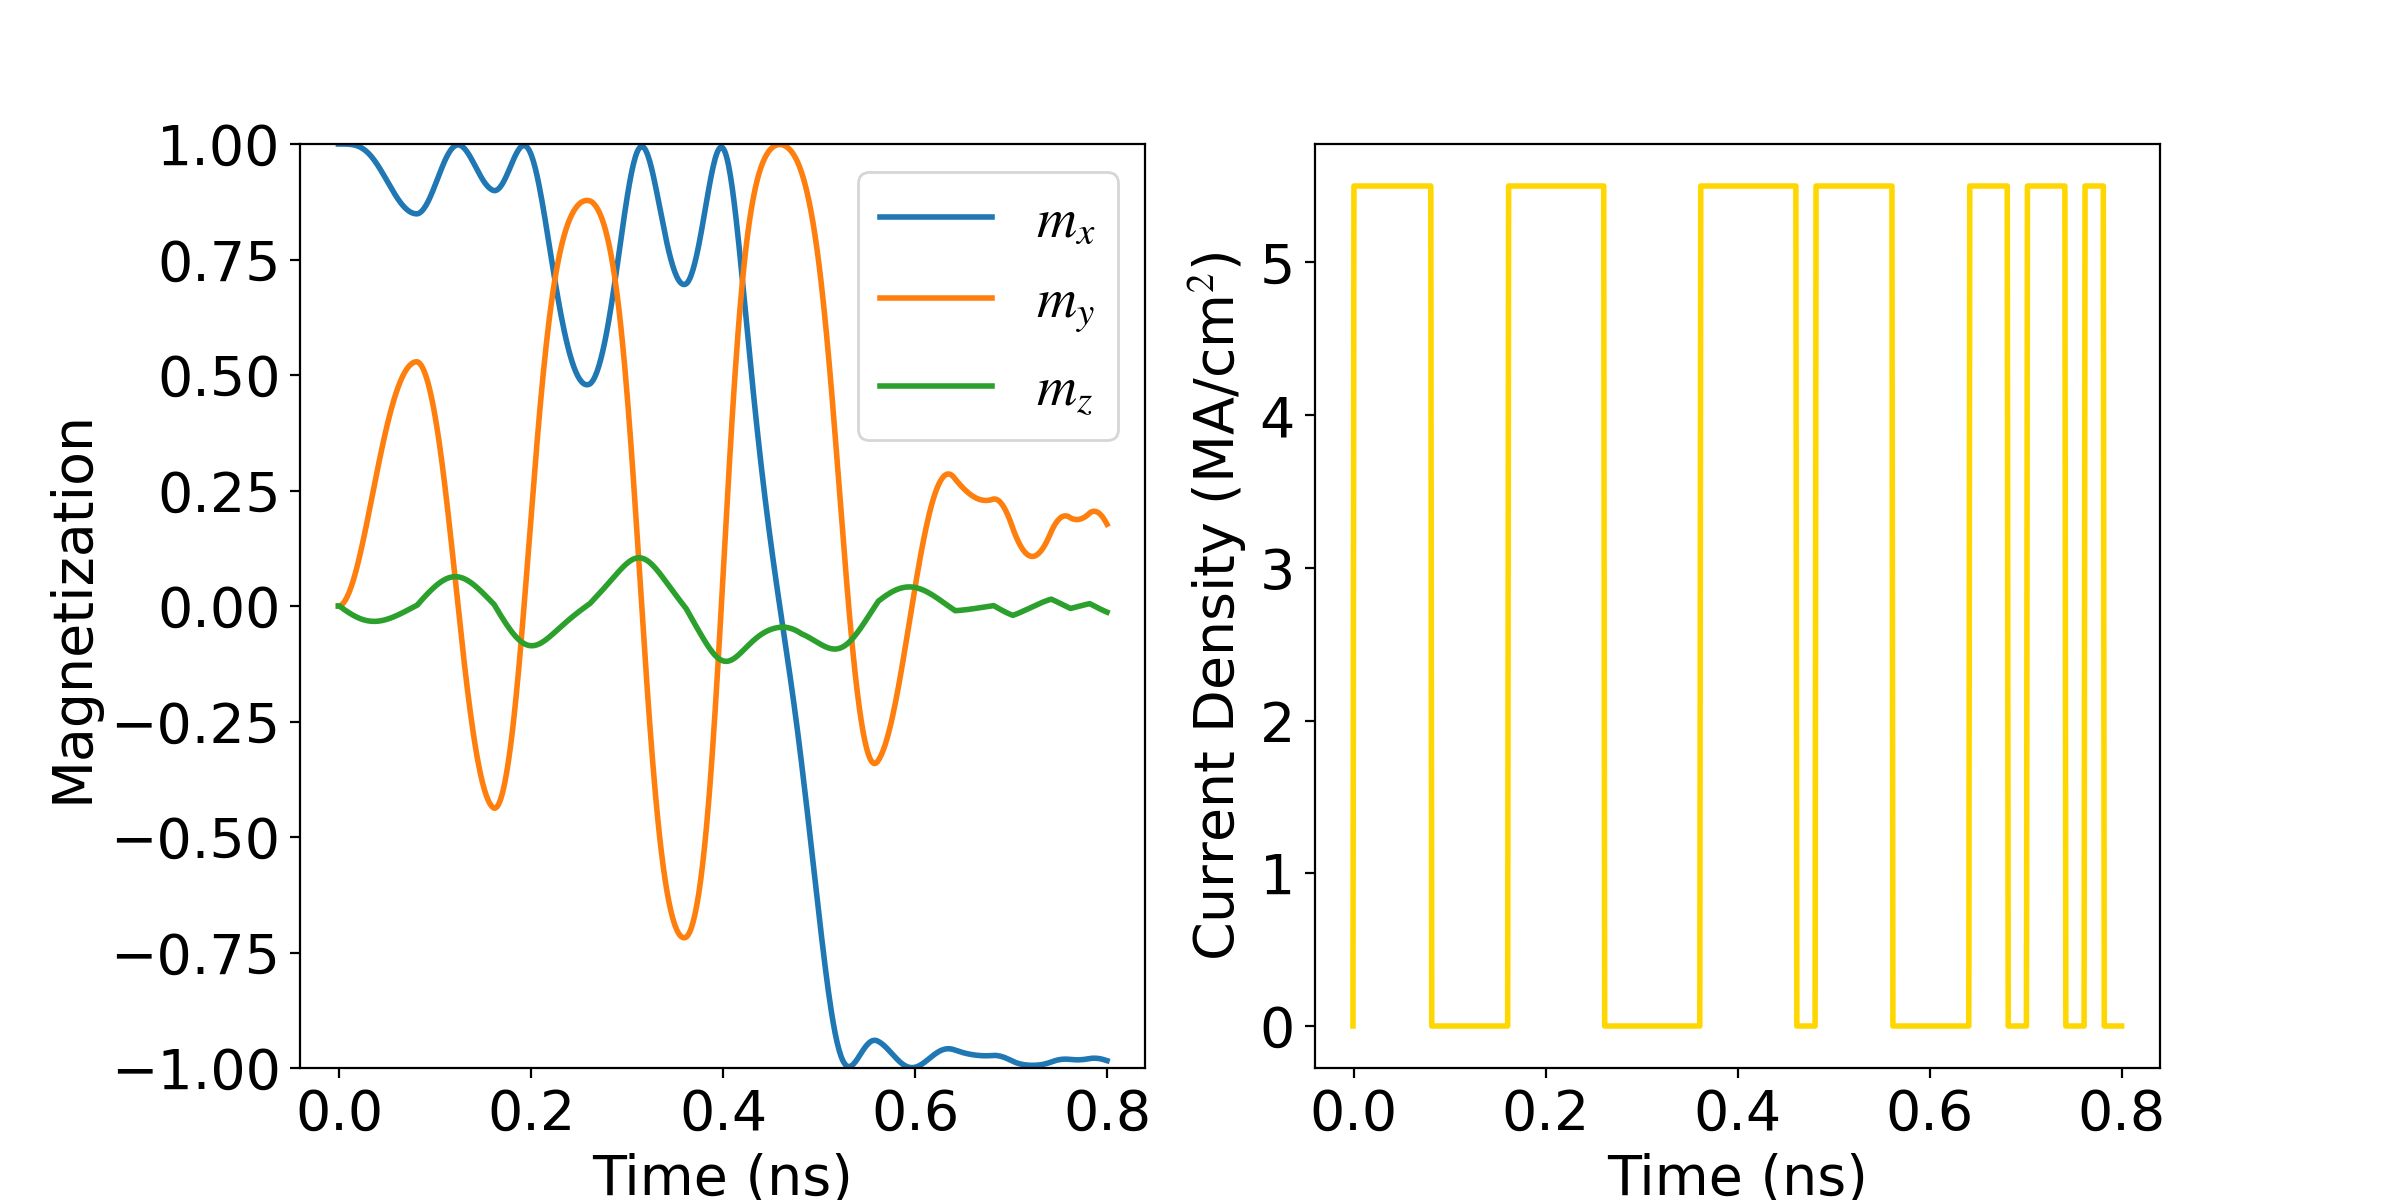 Magnetization
1.00
0.75
0.50
0.25
0.00
−0.25
−0.50
−0.75
−1.00
0.0 0.2 0.4 0.6 0.8
Time (ns)
m_x
m_y
m_z
Current Density (MA/cm²)
5
4
3
2
1
0
0.0 0.2 0.4 0.6 0.8
Time (ns)